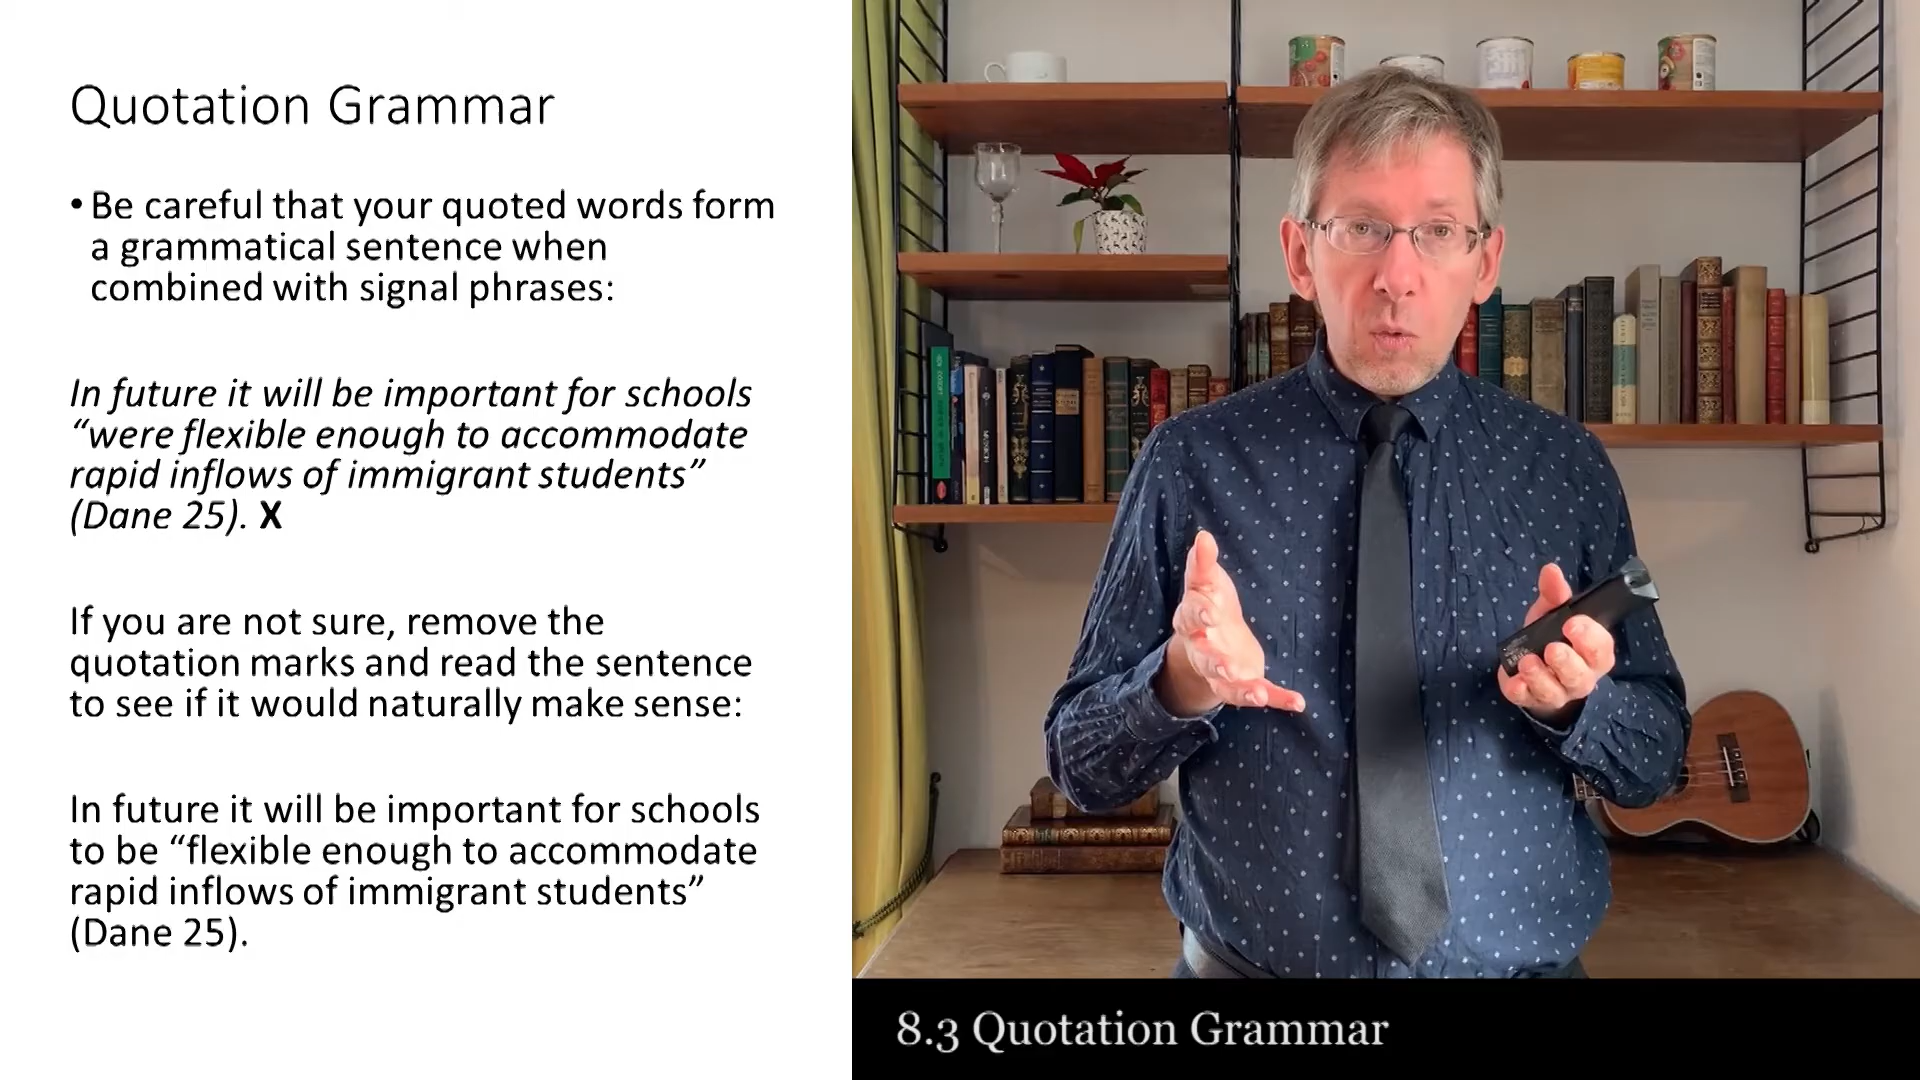 Quotation Grammar
• Be careful that your quoted words form
a grammatical sentence when
combined with signal phrases:
In future it will be important for schools
“were flexible enough to accommodate
rapid inflows of immigrant students”
(Dane 25). X
If you are not sure, remove the
quotation marks and read the sentence
to see if it would naturally make sense:
In future it will be important for schools
to be “flexible enough to accommodate
rapid inflows of immigrant students”
(Dane 25).
8.3 Quotation Grammar